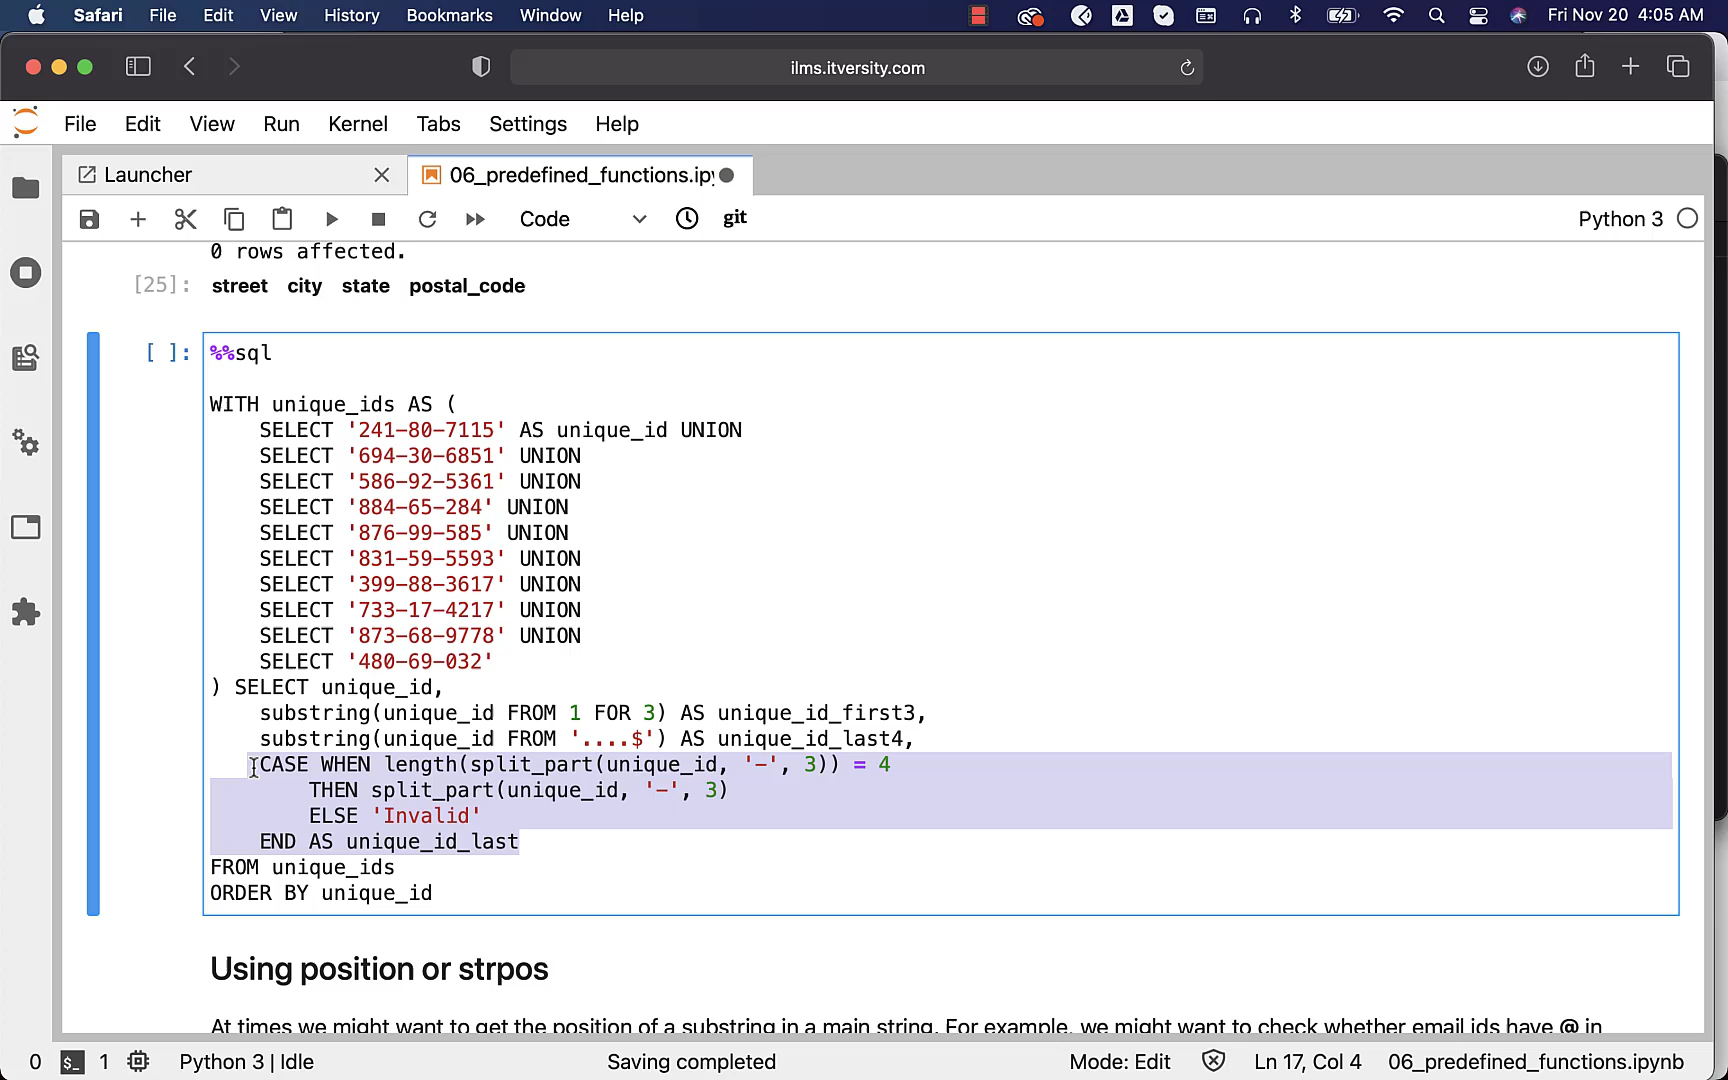 Safari File Edit View History Bookmarks Window Help Fri Nov 20 4:05 AM
ilms.itversity.com
File Edit View Run Kernel Tabs Settings Help
Launcher 06_predefined_functions.ipy
Code git Python 3
0 rows affected.
[25]: street city state postal_code
[ ]: %%sql
WITH unique_ids AS (
    SELECT '241-80-7115' AS unique_id UNION
    SELECT '694-30-6851' UNION
    SELECT '586-92-5361' UNION
    SELECT '884-65-284' UNION
    SELECT '876-99-585' UNION
    SELECT '831-59-5593' UNION
    SELECT '399-88-3617' UNION
    SELECT '733-17-4217' UNION
    SELECT '873-68-9778' UNION
    SELECT '480-69-032'
) SELECT unique_id,
    substring(unique_id FROM 1 FOR 3) AS unique_id_first3,
    substring(unique_id FROM '....$') AS unique_id_last4,
    CASE WHEN length(split_part(unique_id, '-', 3)) = 4
        THEN split_part(unique_id, '-', 3)
        ELSE 'Invalid'
    END AS unique_id_last
FROM unique_ids
ORDER BY unique_id
Using position or strpos
At times we might want to get the position of a substring in a main string. For example, we might want to check whether email ids have @ in
0 $_ 1 Python 3 | Idle Saving completed Mode: Edit Ln 17, Col 4 06_predefined_functions.ipynb